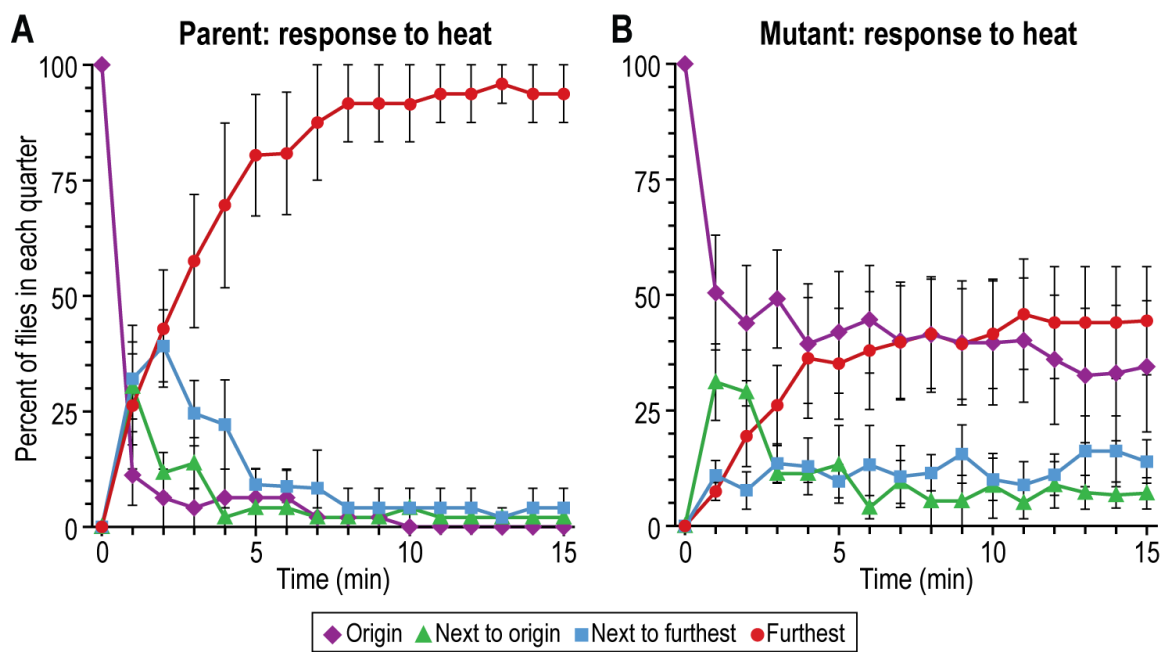 A
Parent: response to heat
B
Mutant: response to heat
Percent of flies in each quarter
100
75
50
25
0
0
5
10
15
Time (min)
100
75
50
25
0
0
5
10
15
Time (min)
Origin
Next to origin
Next to furthest
Furthest